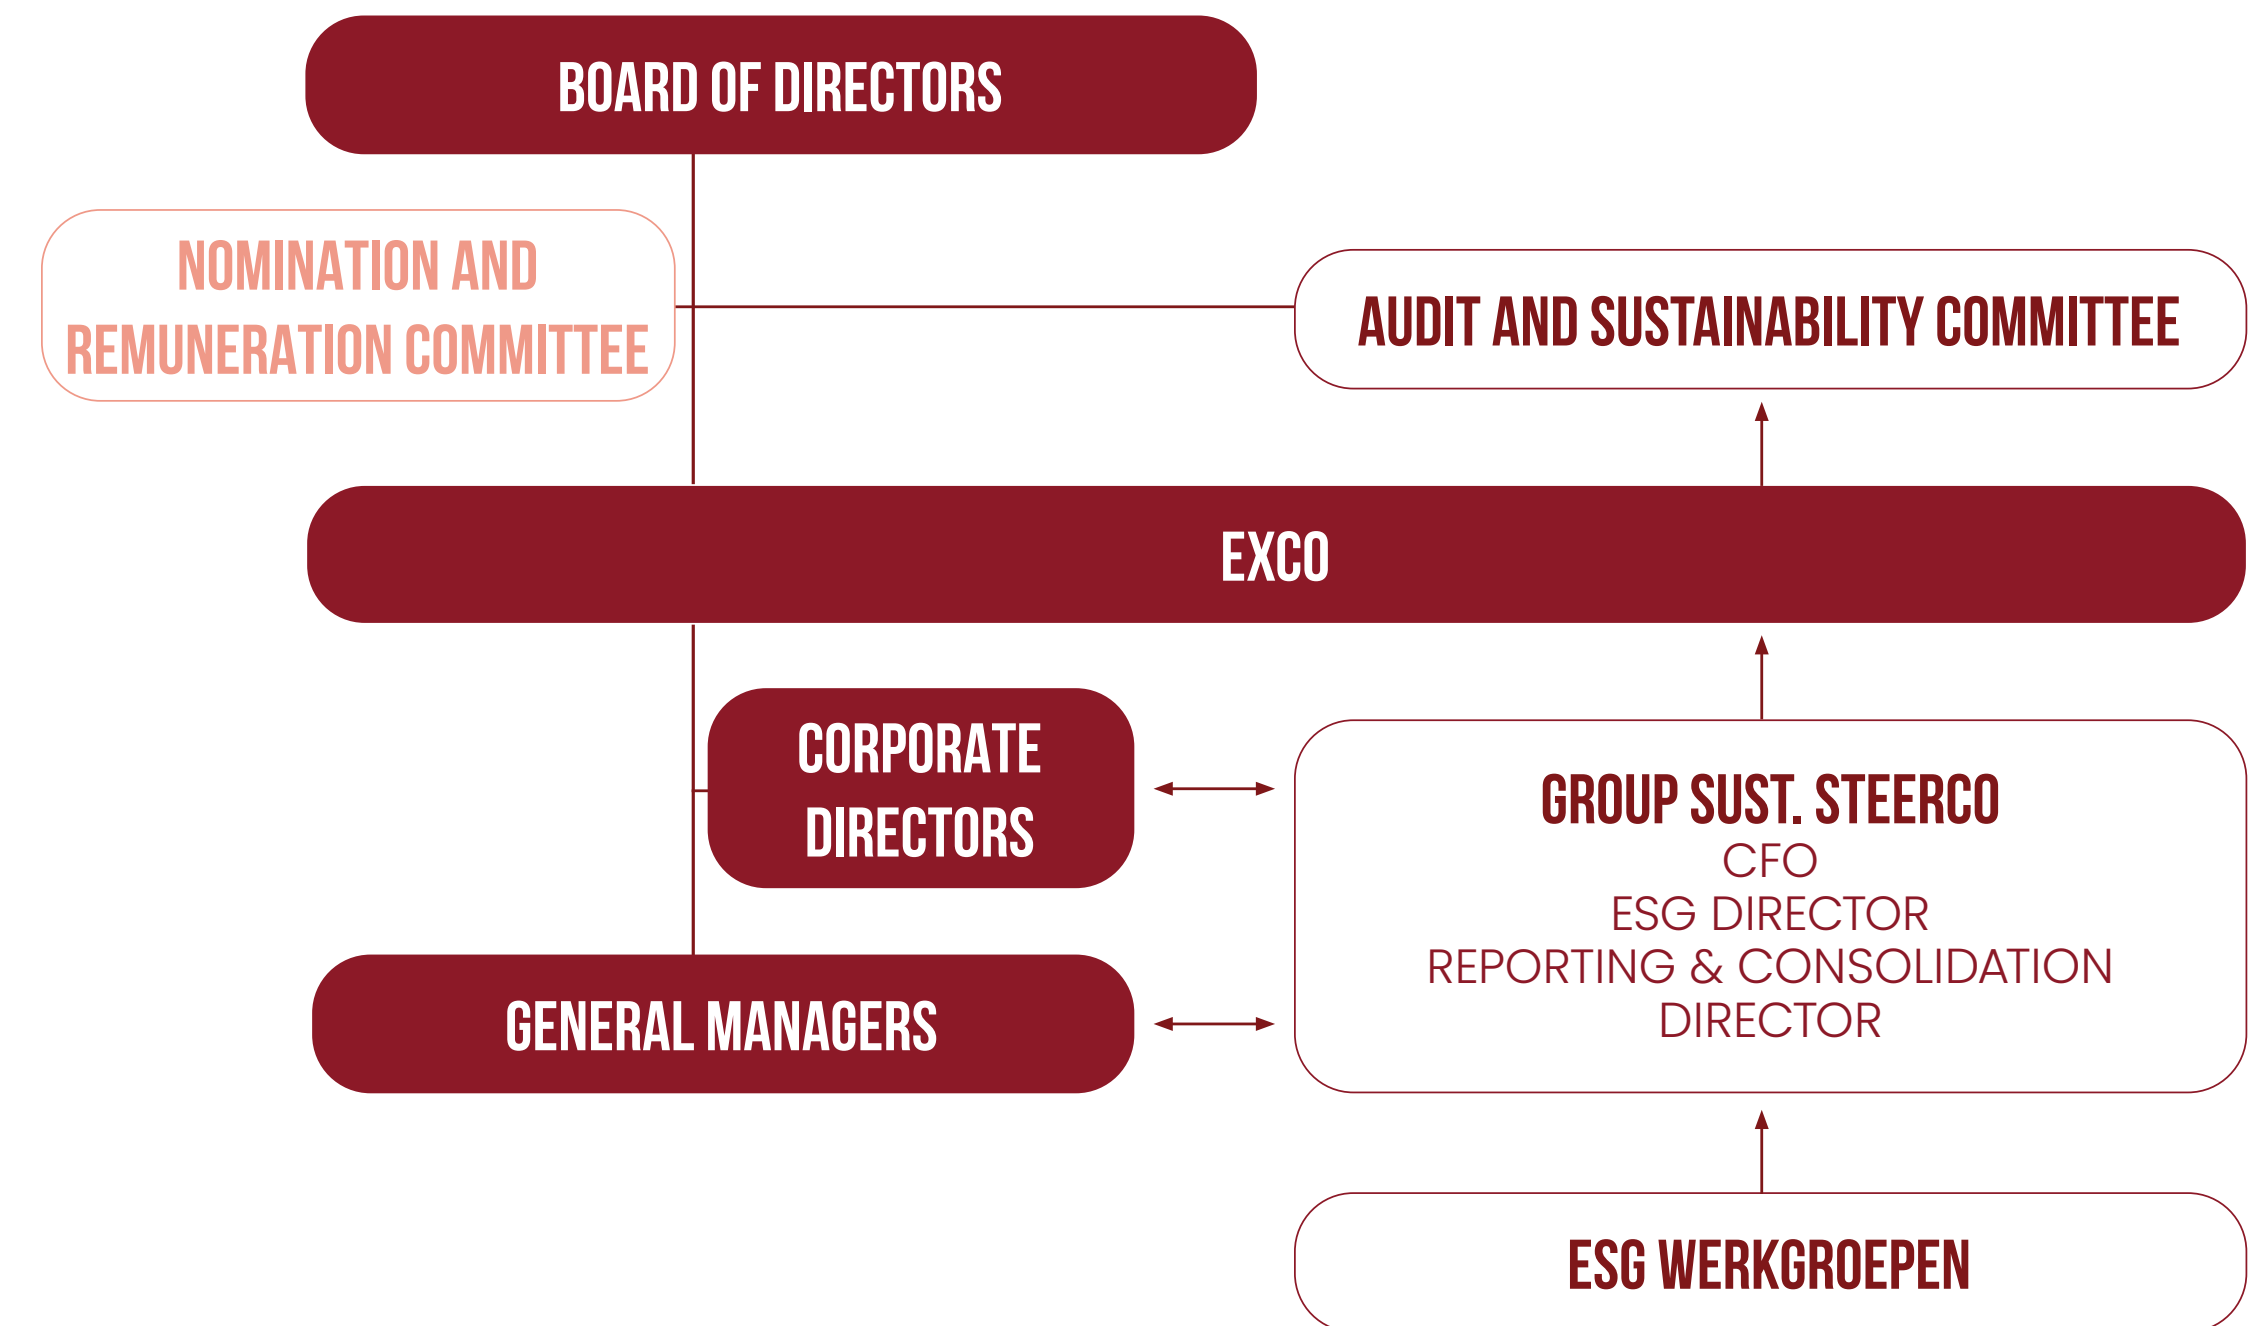 BOARD OF DIRECTORS
NOMINATION AND
REMUNERATION COMMITTEE
AUDIT AND SUSTAINABILITY COMMITTEE
EXCO
CORPORATE
DIRECTORS
GROUP SUST. STEERCO
CFO
ESG DIRECTOR
REPORTING & CONSOLIDATION
DIRECTOR
GENERAL MANAGERS
ESG WERKGROEPEN